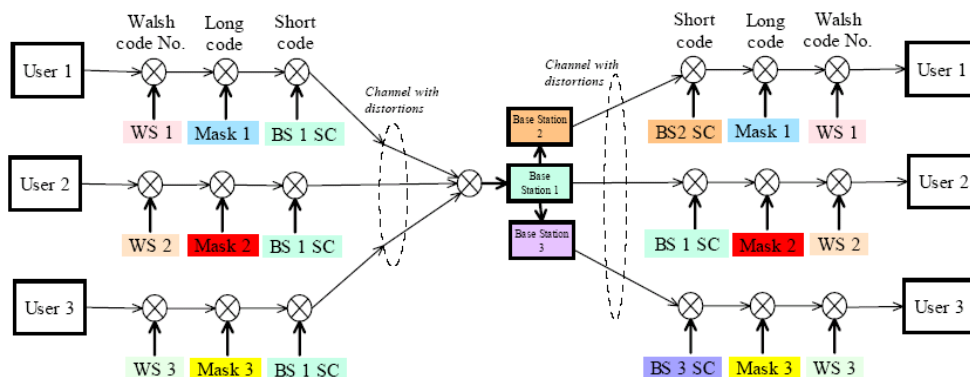 Walsh code No.
Long code
Short code
Short code
Long code
Walsh code No.
User 1
Channel with distortions
Channel with distortions
User 1
WS 1
Mask 1
BS 1 SC
Base Station 2
BS2 SC
Mask 1
WS 1
User 2
Base Station 1
User 2
WS 2
Mask 2
BS 1 SC
Base Station 3
BS 1 SC
Mask 2
WS 2
User 3
User 3
WS 3
Mask 3
BS 1 SC
BS 3 SC
Mask 3
WS 3